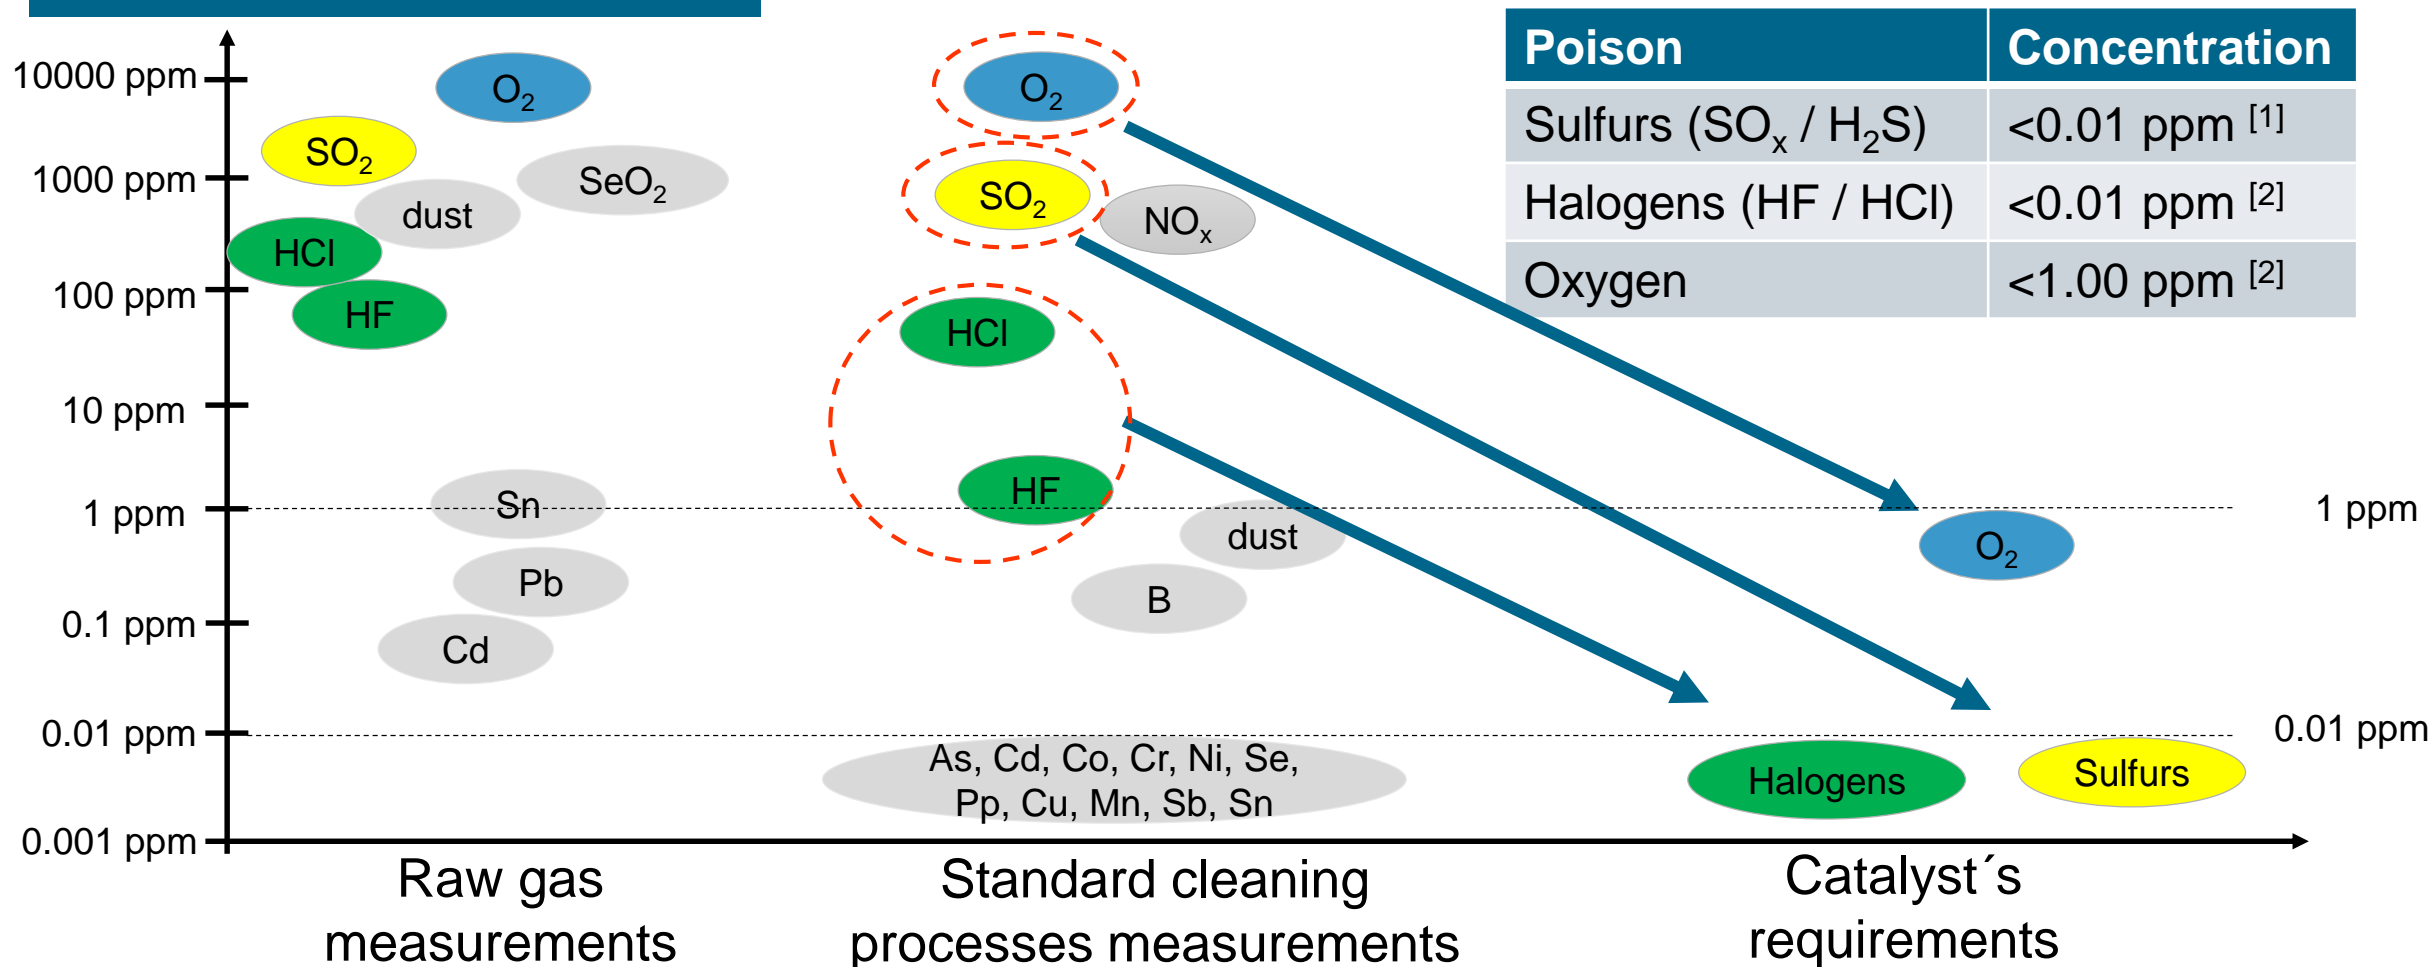 Poison Concentration
Sulfurs (SOₓ / H₂S) <0.01 ppm [1]
Halogens (HF / HCl) <0.01 ppm [2]
Oxygen <1.00 ppm [2]
10000 ppm
1000 ppm
100 ppm
10 ppm
1 ppm
0.1 ppm
0.01 ppm
0.001 ppm
O₂
SO₂
SeO₂
dust
HCl
HF
Sn
Pb
Cd
O₂
SO₂
NOₓ
HCl
HF
dust
B
As, Cd, Co, Cr, Ni, Se,
Pp, Cu, Mn, Sb, Sn
O₂
Halogens
Sulfurs
1 ppm
0.01 ppm
Raw gas
measurements
Standard cleaning
processes measurements
Catalyst´s
requirements